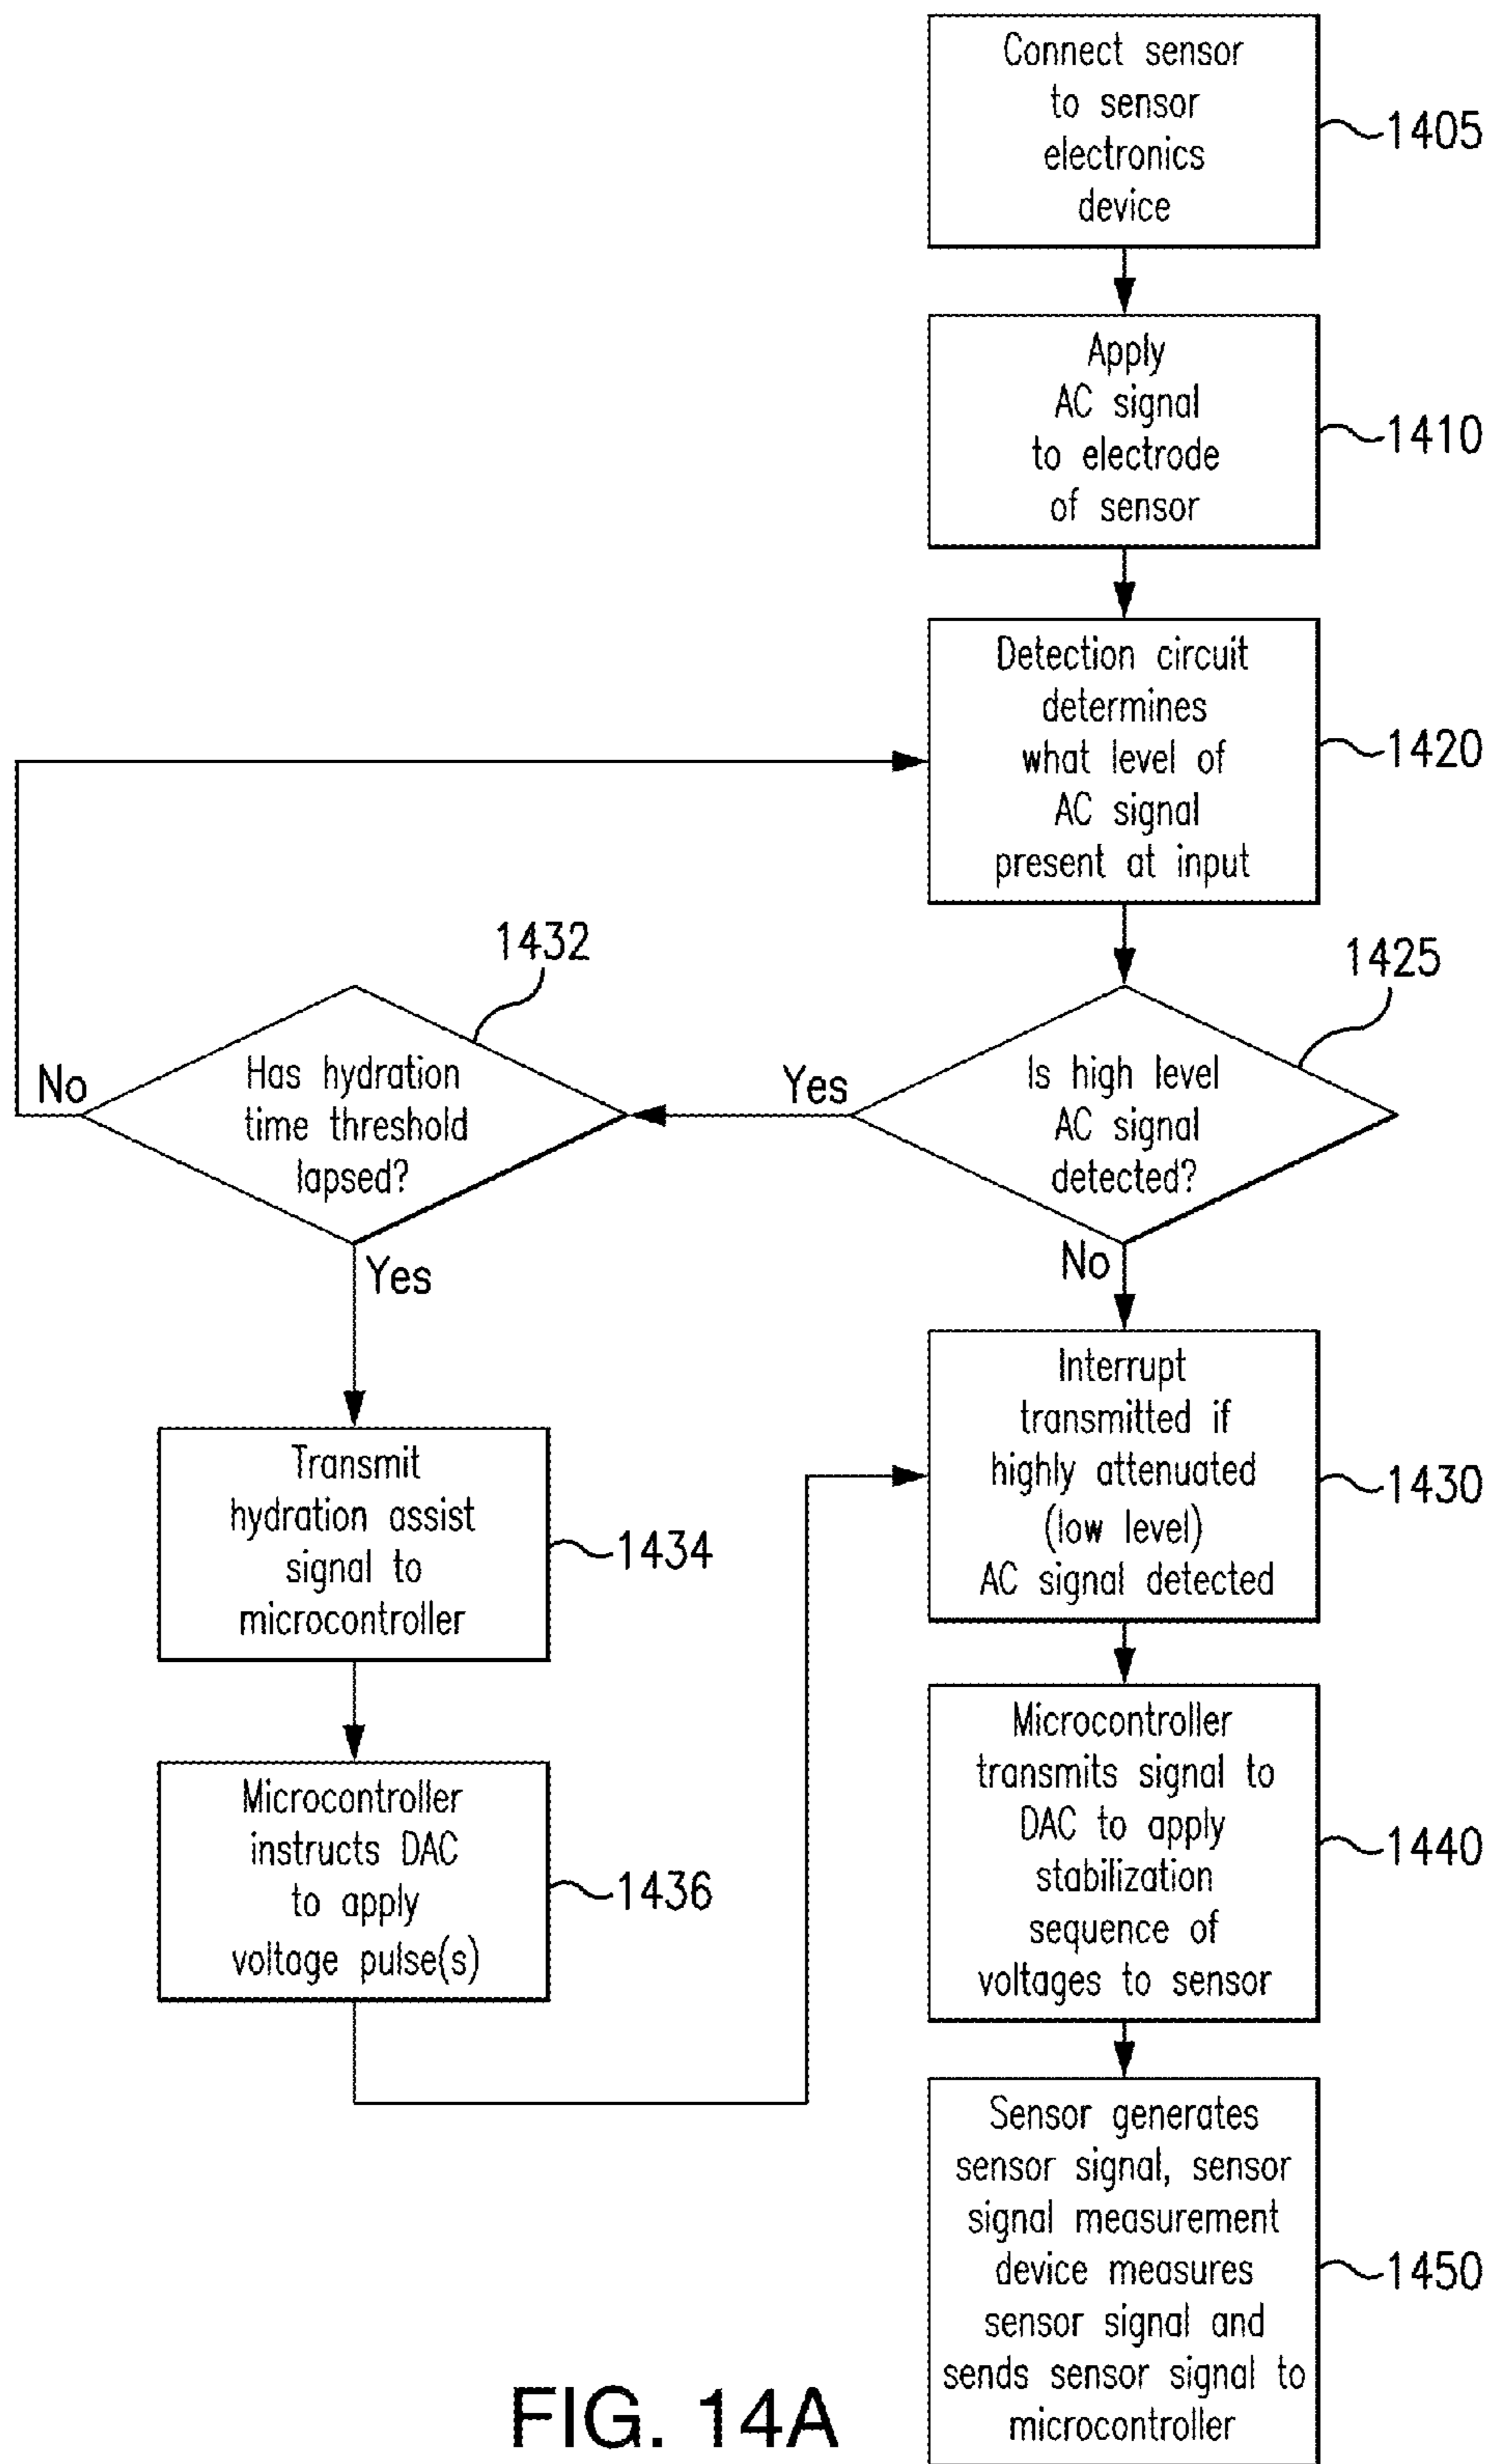 Connect sensor
to sensor
electronics
device
1405
Apply
AC signal
to electrode
of sensor
1410
Detection circuit
determines
what level of
AC signal
present at input
1420
1432
1425
No
Has hydration
time threshold
lapsed?
Yes
Is high level
AC signal
detected?
Yes
No
Transmit
hydration assist
signal to
microcontroller
1434
Interrupt
transmitted if
highly attenuated
(low level)
AC signal detected
1430
Microcontroller
instructs DAC
to apply
voltage pulse(s)
1436
Microcontroller
transmits signal to
DAC to apply
stabilization
sequence of
voltages to sensor
1440
Sensor generates
sensor signal, sensor
signal measurement
device measures
sensor signal and
sends sensor signal to
microcontroller
1450
FIG. 14A